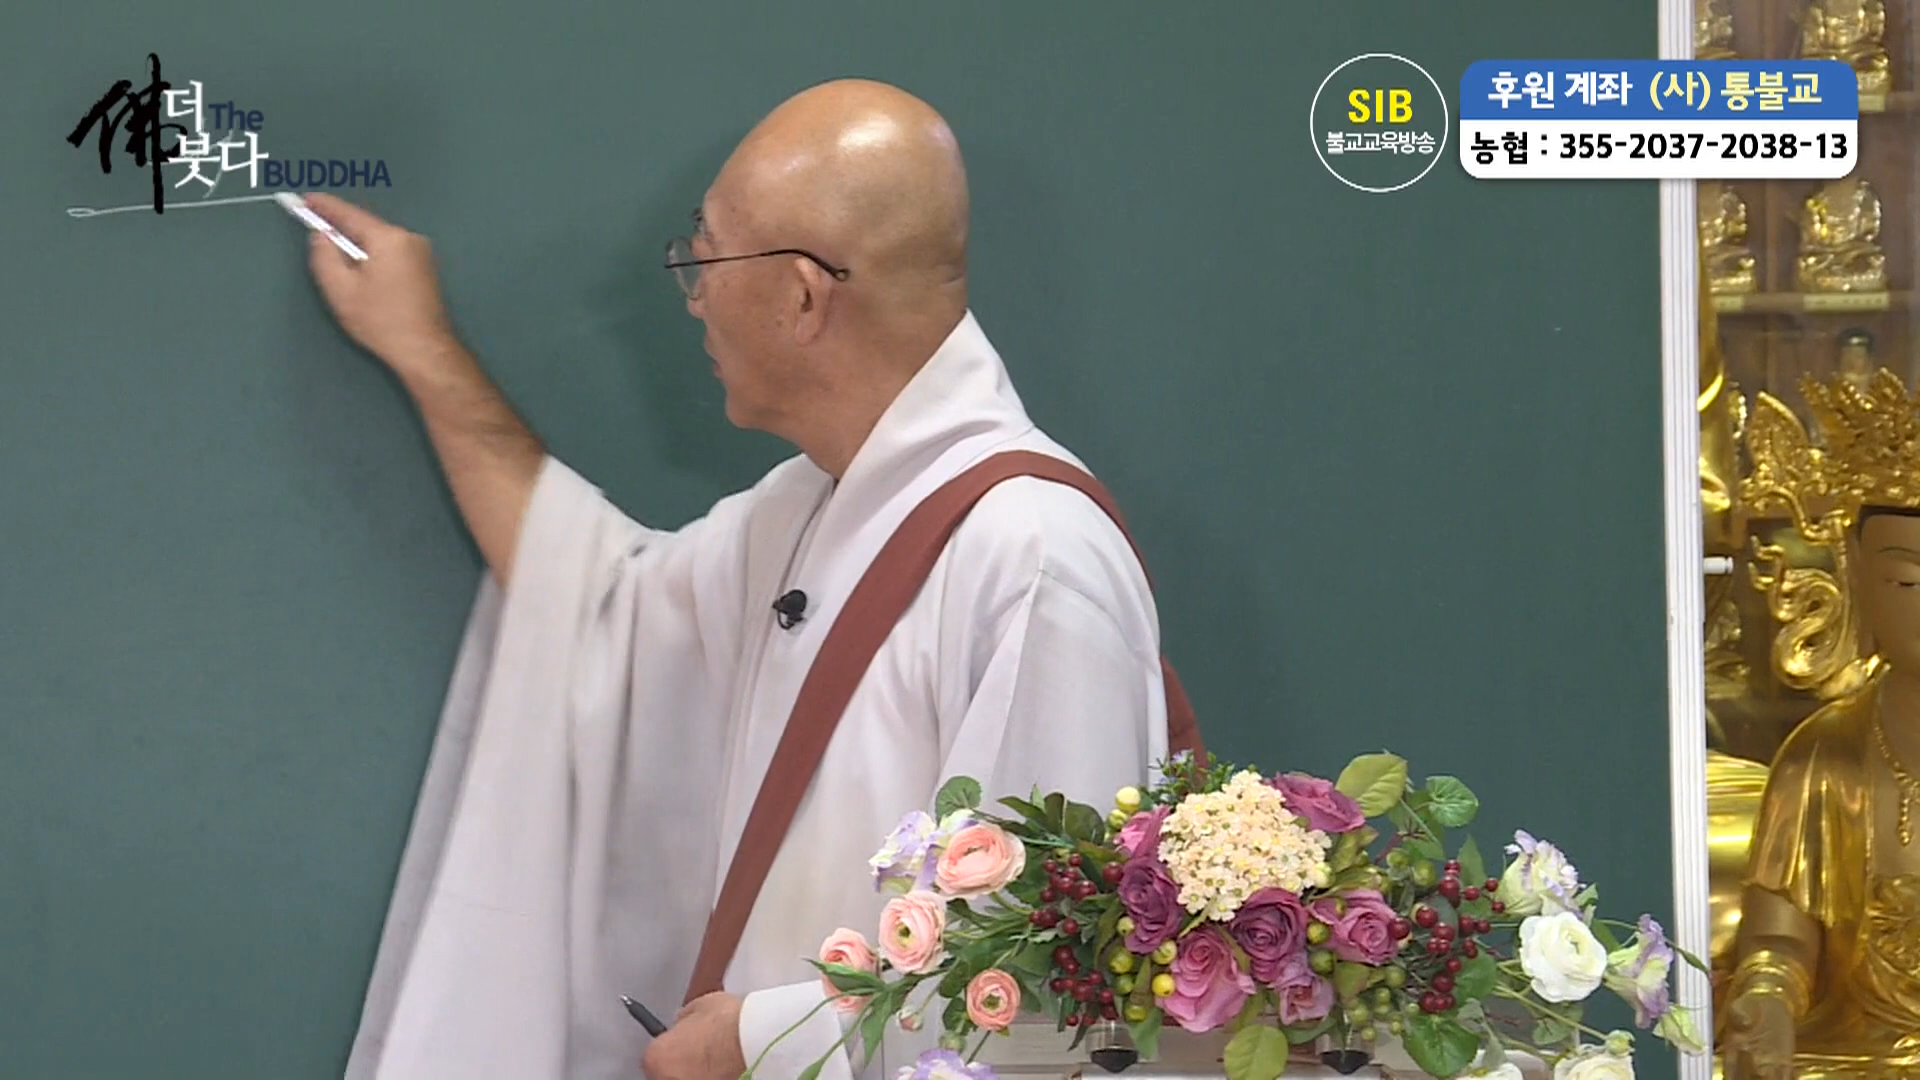 佛 더 The
붓다 BUDDHA
SIB
불교교육방송
후원 계좌 (사) 통불교
농협 : 355-2037-2038-13